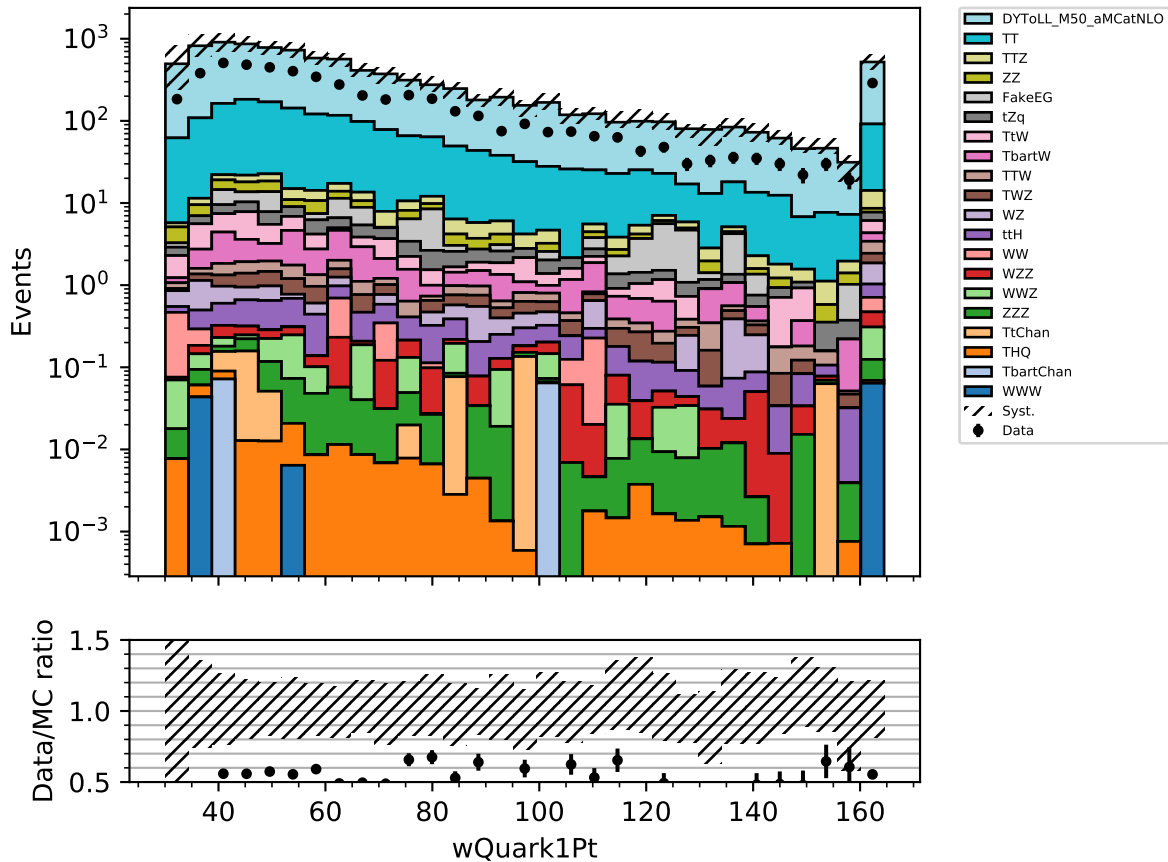 10³
10²
10¹
10⁰
10⁻¹
10⁻²
10⁻³
Events
DYToLL_M50_aMCatNLO
TT
TTZ
ZZ
FakeEG
tZq
TtW
TbartW
TTW
TWZ
WZ
ttH
WW
WZZ
WWZ
ZZZ
TtChan
THQ
TbartChan
WWW
Syst.
Data
1.5
1.0
0.5
Data/MC ratio
40 60 80 100 120 140 160
wQuark1Pt